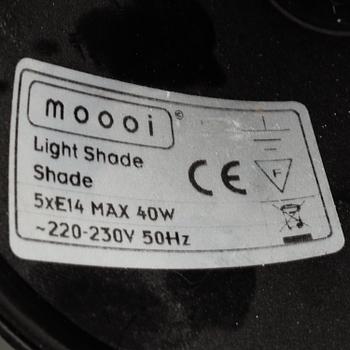 moooi®
Light Shade
Shade
5xE14 MAX 40W
~220-230V 50Hz
CE
F